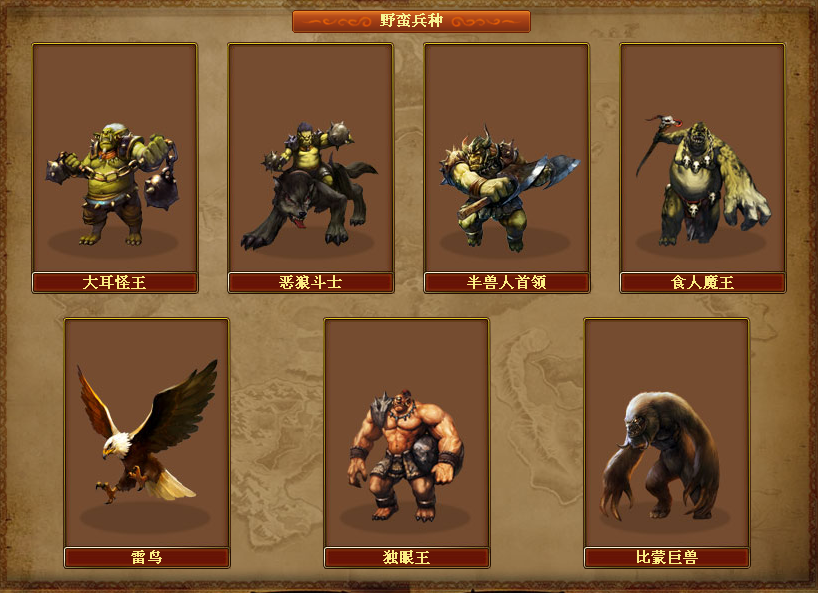 野蛮兵种
大耳怪王
恶狼斗士
半兽人首领
食人魔王
雷鸟
独眼王
比蒙巨兽